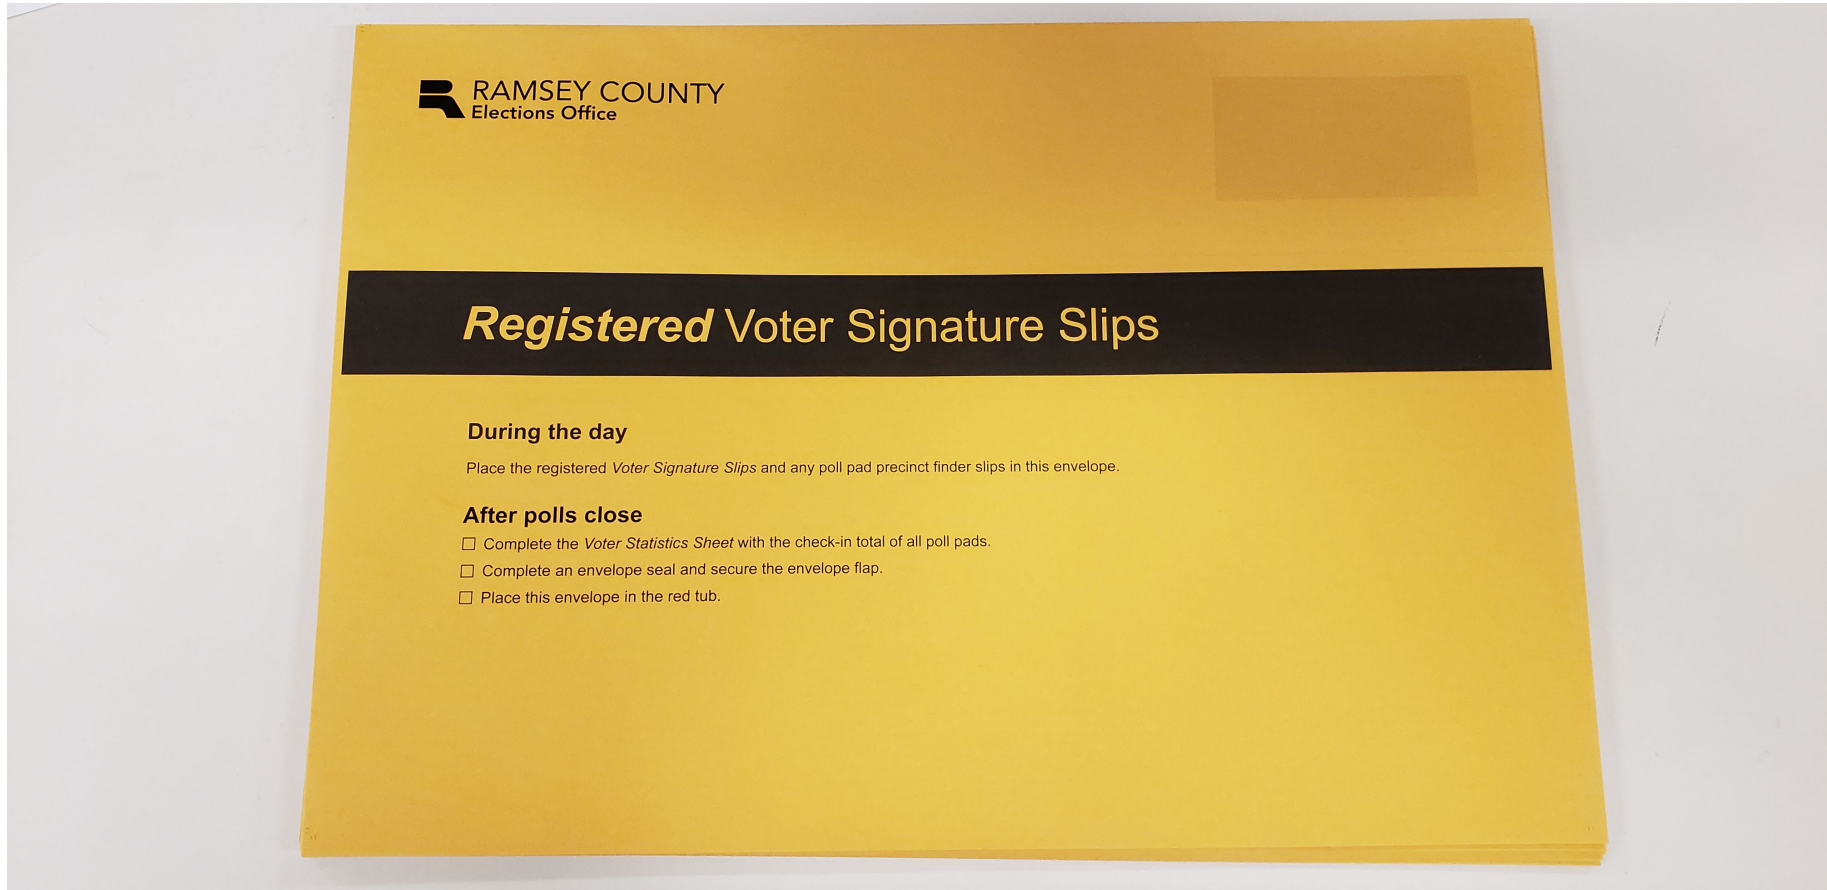 RAMSEY COUNTY
Elections Office
Registered Voter Signature Slips
During the day
Place the registered Voter Signature Slips and any poll pad precinct finder slips in this envelope.
After polls close
☐ Complete the Voter Statistics Sheet with the check-in total of all poll pads.
☐ Complete an envelope seal and secure the envelope flap.
☐ Place this envelope in the red tub.